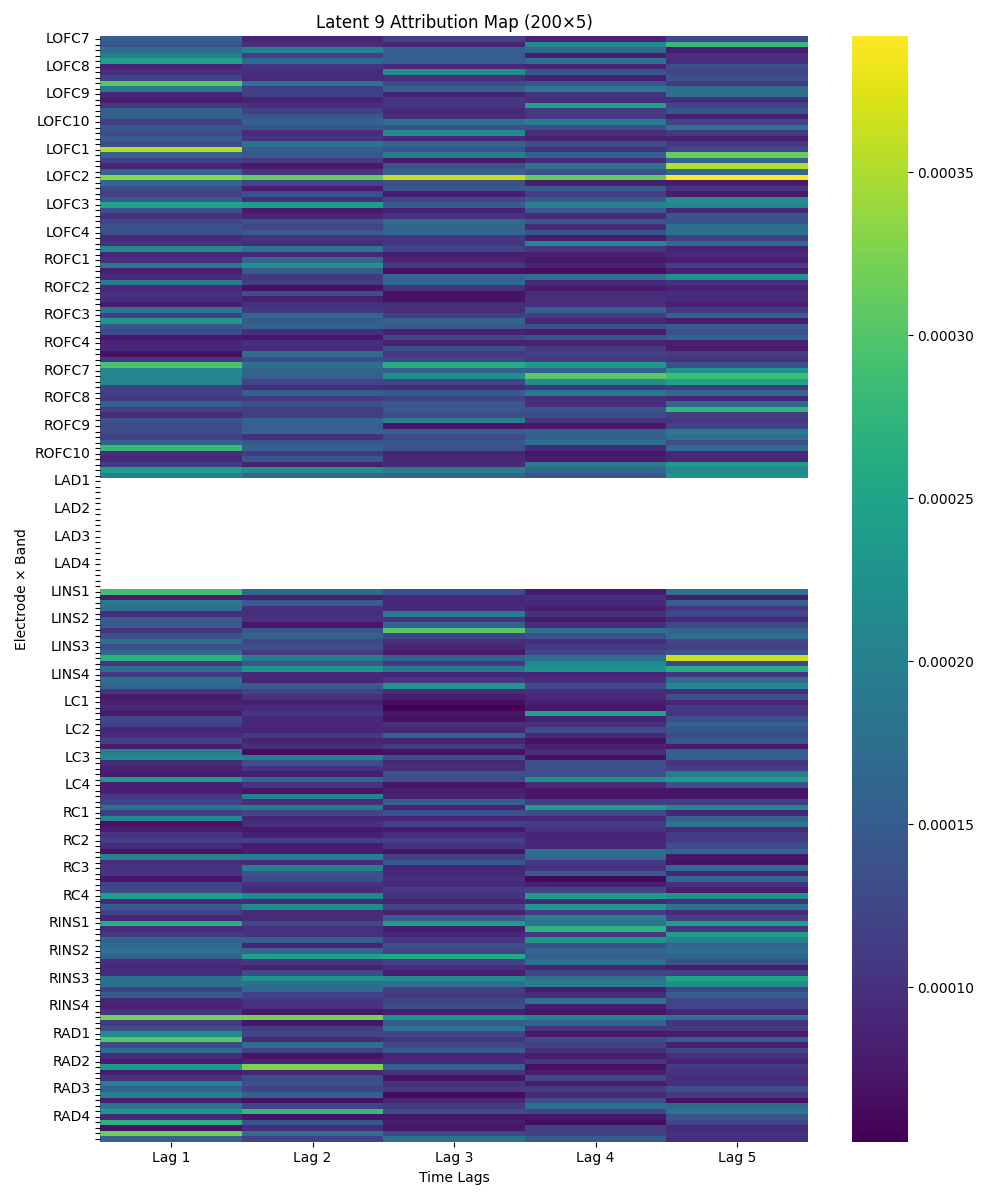 Latent 9 Attribution Map (200×5)
LOFC7
LOFC8
LOFC9
LOFC10
LOFC1
LOFC2
LOFC3
LOFC4
ROFC1
ROFC2
ROFC3
ROFC4
ROFC7
ROFC8
ROFC9
ROFC10
LAD1
LAD2
LAD3
LAD4
LINS1
LINS2
LINS3
LINS4
LC1
LC2
LC3
LC4
RC1
RC2
RC3
RC4
RINS1
RINS2
RINS3
RINS4
RAD1
RAD2
RAD3
RAD4
Electrode × Band
Lag 1 Lag 2 Lag 3 Lag 4 Lag 5
Time Lags
0.00035
0.00030
0.00025
0.00020
0.00015
0.00010